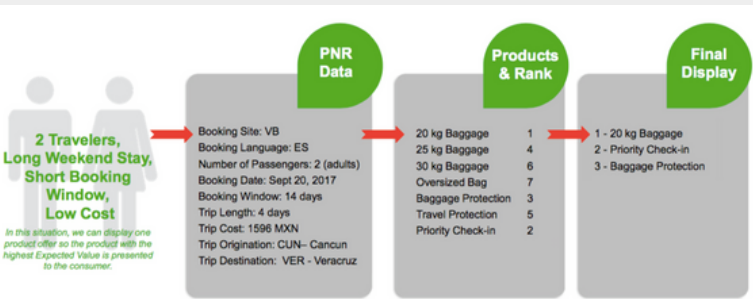 2 Travelers,
Long Weekend Stay,
Short Booking
Window,
Low Cost
In this situation, we can display one
product offer so the product with the
highest Expected Value is presented
to the consumer.
PNR
Data
Booking Site: VB
Booking Language: ES
Number of Passengers: 2 (adults)
Booking Date: Sept 20, 2017
Booking Window: 14 days
Trip Length: 4 days
Trip Cost: 1596 MXN
Trip Origination: CUN– Cancun
Trip Destination: VER - Veracruz
Products
& Rank
20 kg Baggage 1
25 kg Baggage 4
30 kg Baggage 6
Oversized Bag 7
Baggage Protection 3
Travel Protection 5
Priority Check-in 2
Final
Display
1 - 20 kg Baggage
2 - Priority Check-in
3 - Baggage Protection